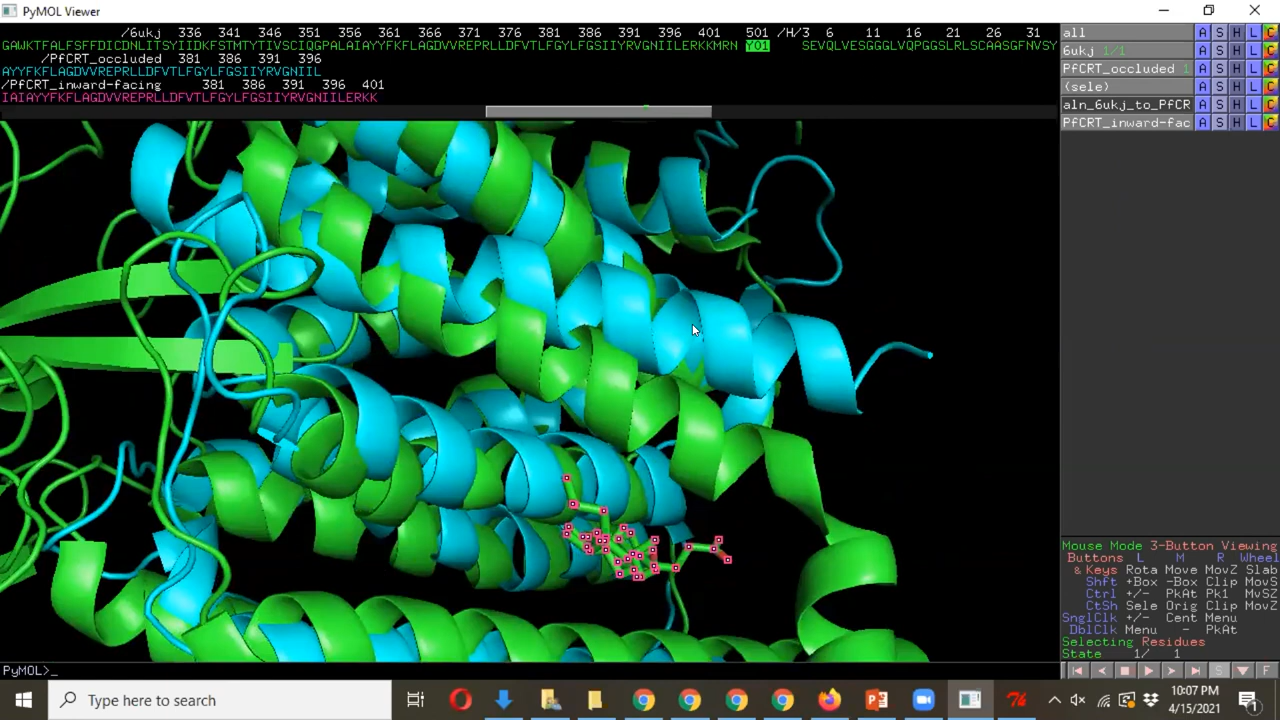 PyMOL Viewer
/6ukj 336 341 346 351 356 361 366 371 376 381 386 391 396 401 501 /H/3 6 11 16 21 26 31
GAWKTFALFSFFDICDNLITSYIIDKFSTMTYTIVSCIQGPALAIAYYFKFLAGDVVREPRLLDFVTLFGYLFGSIIYRVGNIILERKKMRN Y01 SEVQLVESGGGLVQPGGSLRLSCAASGFNVSY
/PfCRT_occluded 381 386 391 396
AYYFKFLAGDVVREPRLLDFVTLFGYLFGSIIYRVGNIIL
/PfCRT_inward-facing 381 386 391 396 401
IAIAYYFKFLAGDVVREPRLLDFVTLFGYLFGSIIYRVGNIILERKK
all A S H L C
6ukj 1/1 A S H L C
PfCRT_occluded 1 A S H L C
(sele) A S H L C
aln_6ukj_to_PfCR A S H L C
PfCRT_inward-fac A S H L C
Mouse Mode 3-Button Viewing
Buttons L M R Wheel
& Keys Rota Move MovZ Slab
Shft +Box -Box Clip MovS
Ctrl +/- PkAt Pk1 MvSZ
CtSh Sele Orig Clip MovZ
SnglClk +/- Cent Menu
DblClk Menu - PkAt
Selecting Residues
State 1/ 1
PyMOL>_
S F
Type here to search
10:07 PM
4/15/2021
1